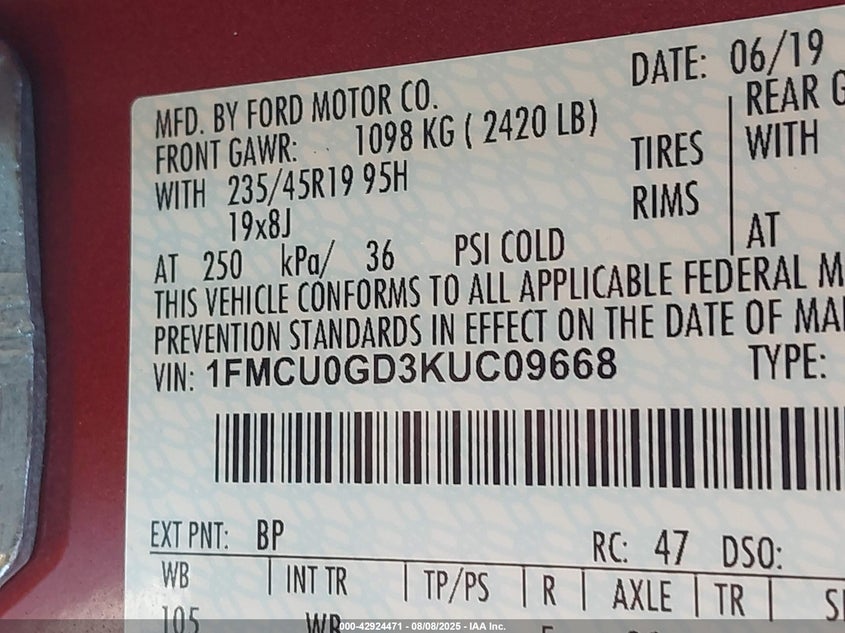 DATE: 06/19
MFD. BY FORD MOTOR CO.
FRONT GAWR: 1098 KG ( 2420 LB) REAR G
WITH 235/45R19 95H TIRES WITH
19x8J RIMS
AT 250 kPa/ 36 PSI COLD AT
THIS VEHICLE CONFORMS TO ALL APPLICABLE FEDERAL M
PREVENTION STANDARDS IN EFFECT ON THE DATE OF MA
VIN: 1FMCU0GD3KUC09668 TYPE:
EXT PNT: BP RC: 47 DSO:
WB INT TR TP/PS R AXLE TR
105 WR
000-42924471 - 08/08/2025 - IAA Inc.